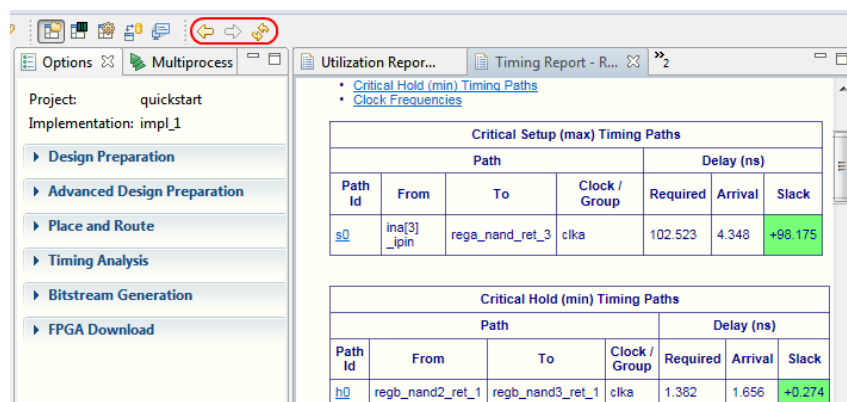 Options
Multiprocess
Utilization Repor...
Timing Report - R...
»2
Project: quickstart
Implementation: impl_1
Design Preparation
Advanced Design Preparation
Place and Route
Timing Analysis
Bitstream Generation
FPGA Download
• Critical Hold (min) Timing Paths
• Clock Frequencies
Critical Setup (max) Timing Paths
Path Delay (ns)
Path Id From To Clock / Group Required Arrival Slack
s0 ina[3]_ipin rega_nand_ret_3 clka 102.523 4.348 +98.175
Critical Hold (min) Timing Paths
Path Delay (ns)
Path Id From To Clock / Group Required Arrival Slack
h0 regb_nand2_ret_1 regb_nand3_ret_1 clka 1.382 1.656 +0.274